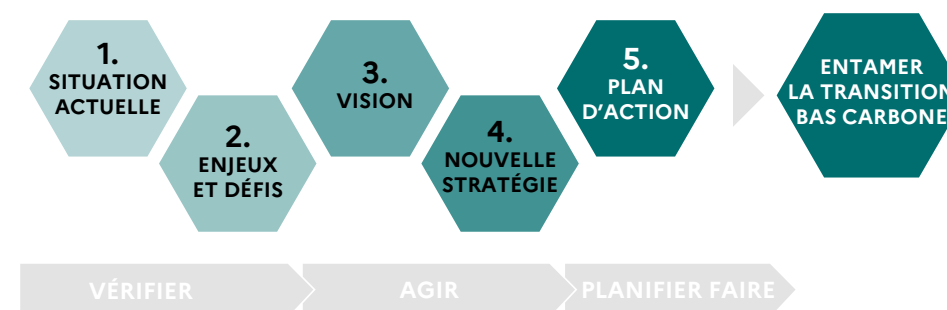 1.
SITUATION
ACTUELLE
2.
ENJEUX
ET DÉFIS
3.
VISION
4.
NOUVELLE
STRATÉGIE
5.
PLAN
D'ACTION
ENTAMER
LA TRANSITION
BAS CARBONE
VÉRIFIER
AGIR
PLANIFIER FAIRE